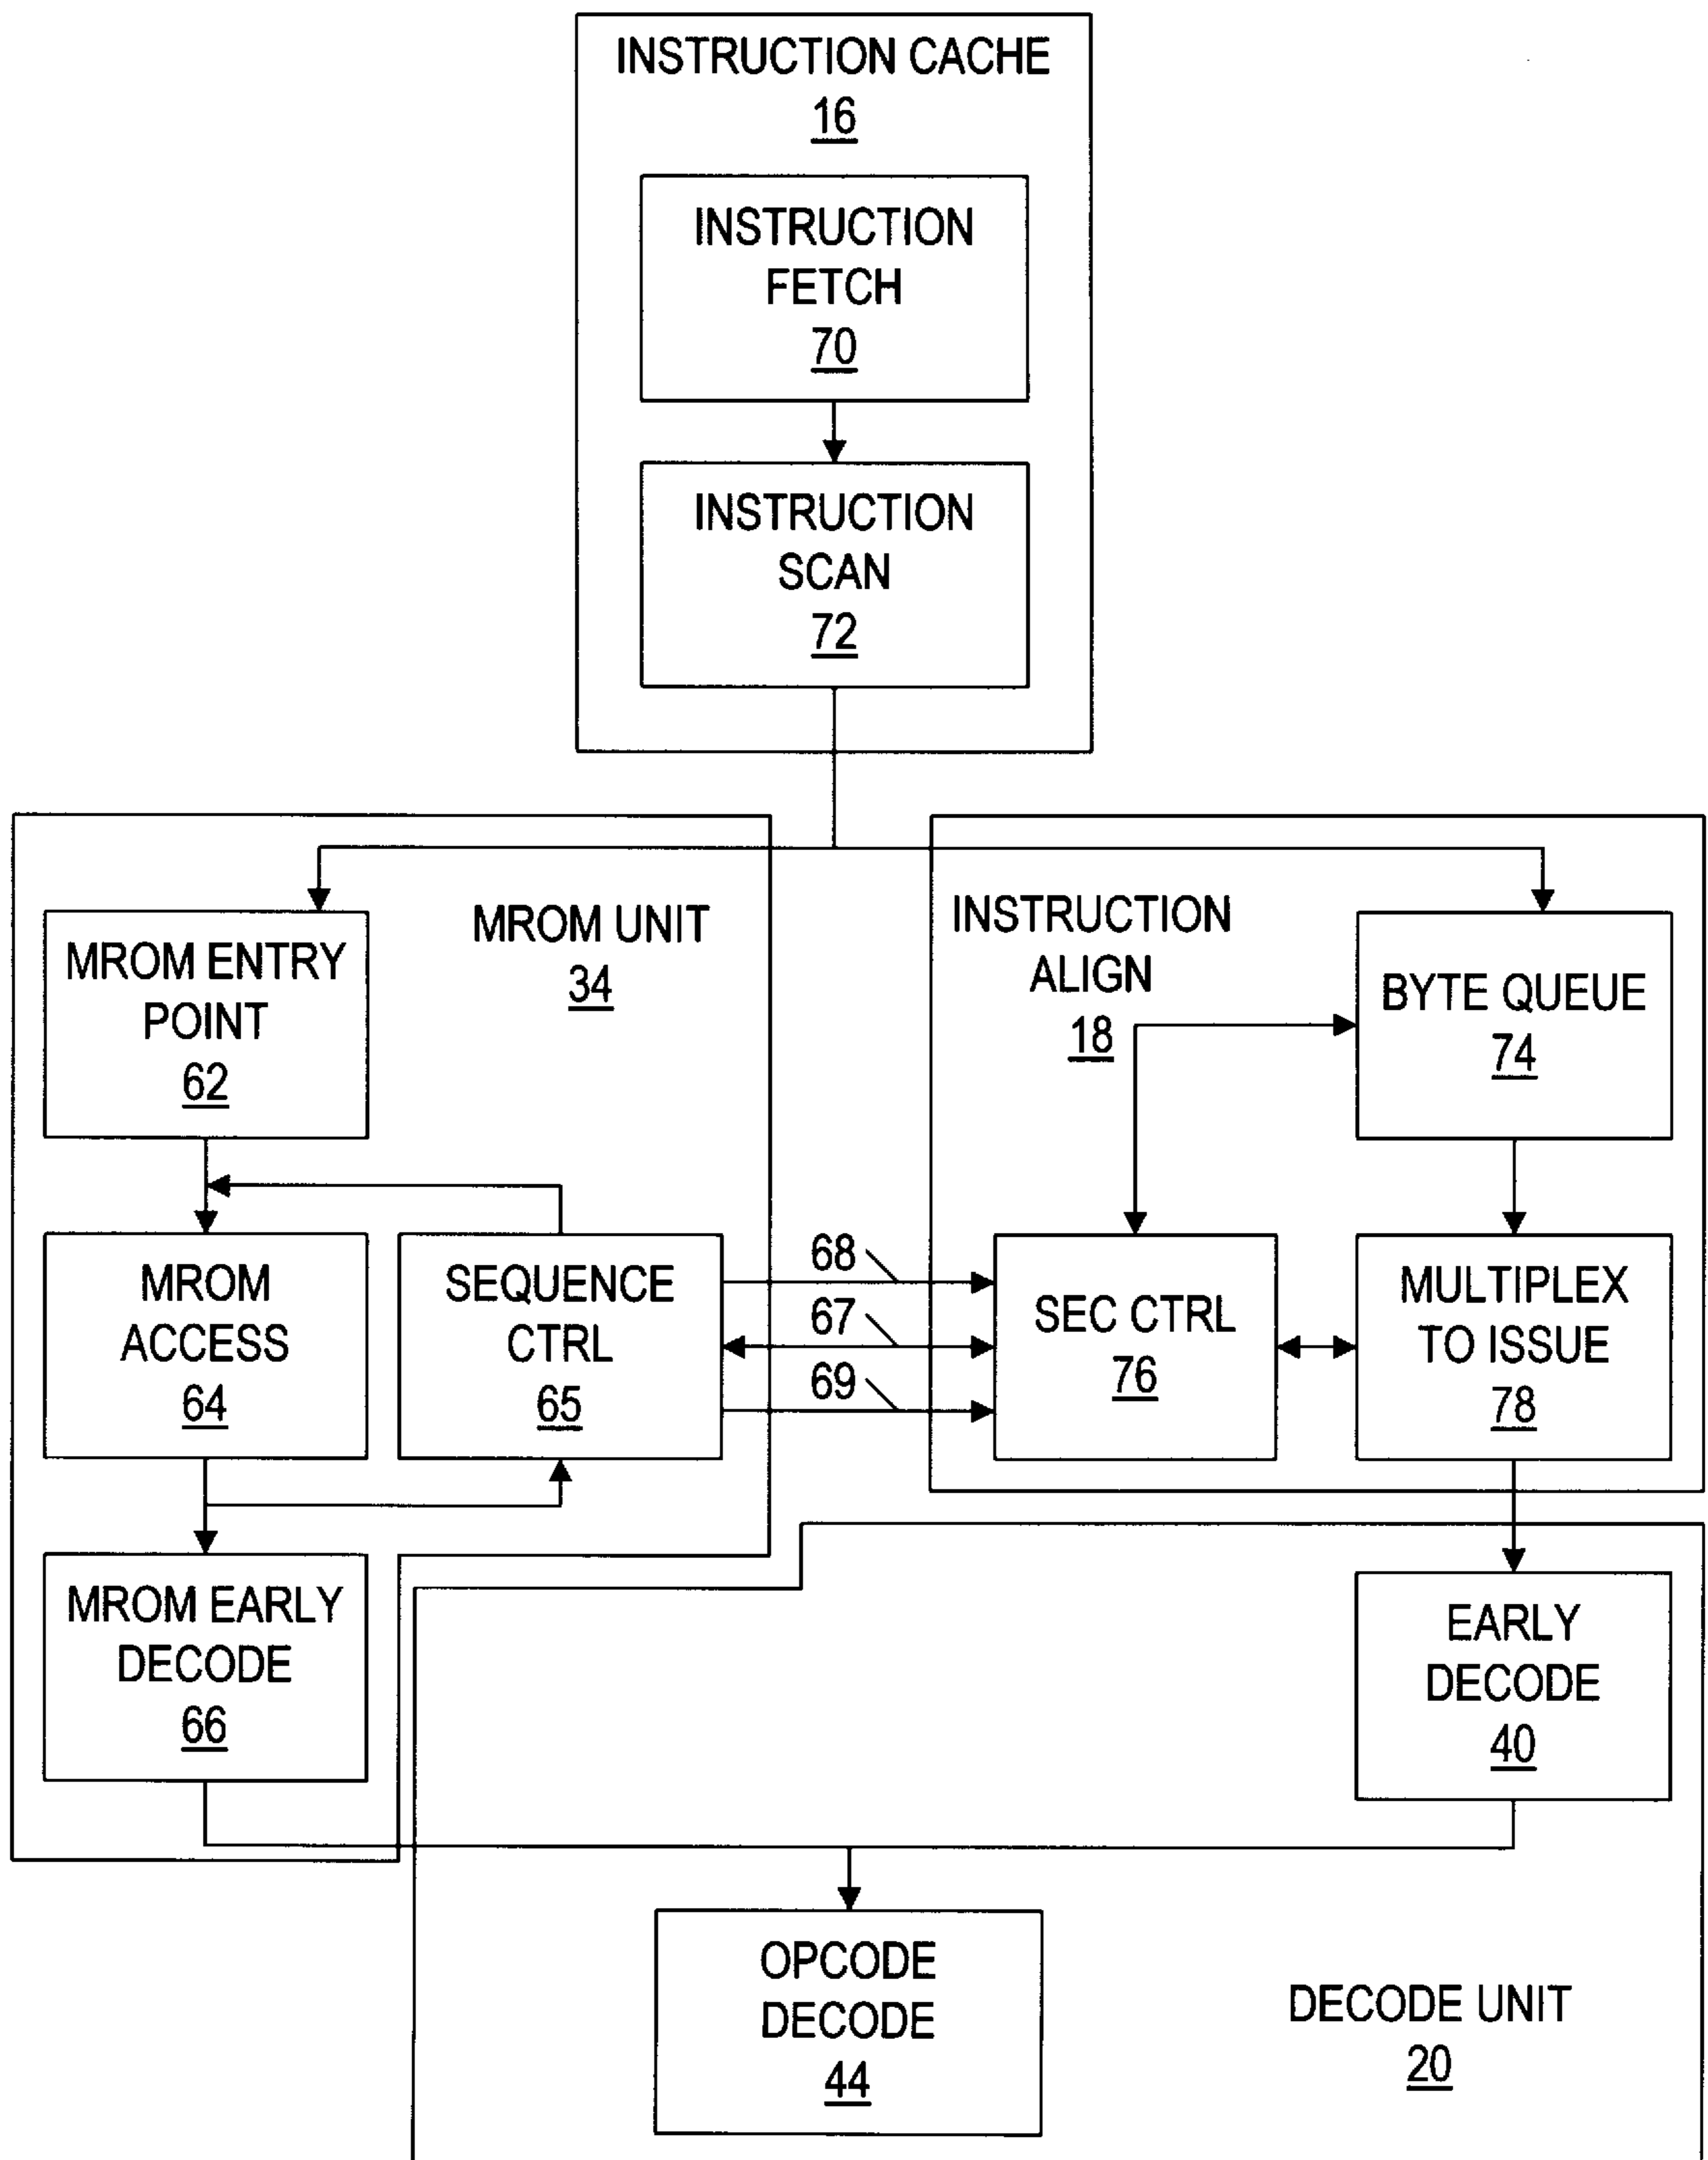 INSTRUCTION CACHE
16
INSTRUCTION
FETCH
70
INSTRUCTION
SCAN
72
MROM UNIT
34
MROM ENTRY
POINT
62
MROM
ACCESS
64
SEQUENCE
CTRL
65
MROM EARLY
DECODE
66
68
67
69
INSTRUCTION
ALIGN
18
BYTE QUEUE
74
SEC CTRL
76
MULTIPLEX
TO ISSUE
78
EARLY
DECODE
40
OPCODE
DECODE
44
DECODE UNIT
20